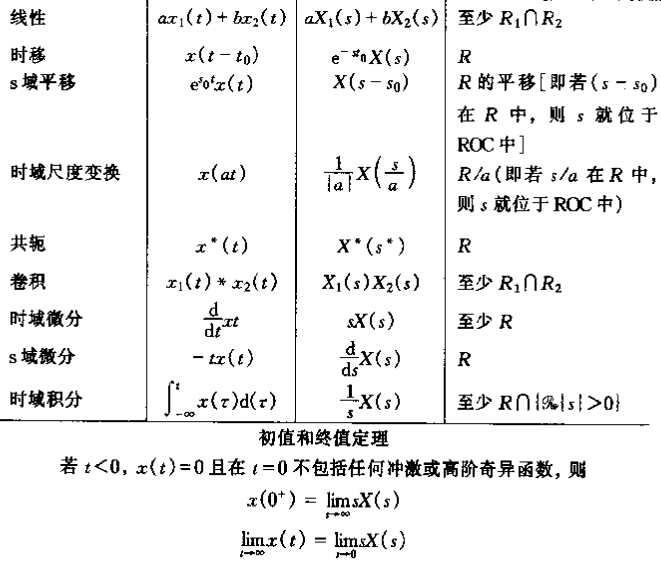 线性 ax₁(t) + bx₂(t) aX₁(s) + bX₂(s) 至少 R₁∩R₂
时移 x(t − t₀) e^{−st₀}X(s) R
s 域平移 e^{s₀t}x(t) X(s − s₀) R 的平移[即若(s − s₀)
在 R 中，则 s 就位于
ROC中]
时域尺度变换 x(at) \frac{1}{|a|}X(\frac{s}{a}) R/a(即若 s/a 在 R 中，
则 s 就位于 ROC 中)
共轭 x*(t) X*(s*) R
卷积 x₁(t) * x₂(t) X₁(s)X₂(s) 至少 R₁∩R₂
时域微分 \frac{d}{dt}xt sX(s) 至少 R
s 域微分 − tx(t) \frac{d}{ds}X(s) R
时域积分 ∫_{−∞}^{t} x(τ)d(τ) \frac{1}{s}X(s) 至少 R∩{ℛe{s}>0}
初值和终值定理
若 t<0，x(t)=0 且在 t=0 不包括任何冲激或高阶奇异函数，则
x(0⁺) = \lim_{s→∞} sX(s)
\lim_{t→∞} x(t) = \lim_{s→0} sX(s)